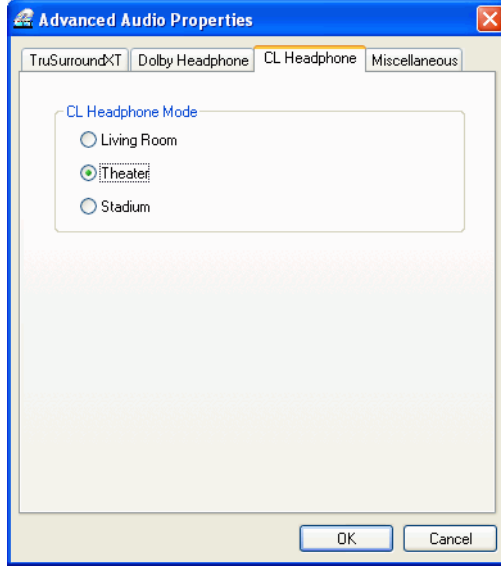 Advanced Audio Properties
TruSurroundXT Dolby Headphone CL Headphone Miscellaneous
CL Headphone Mode
Living Room
Theater
Stadium
OK Cancel